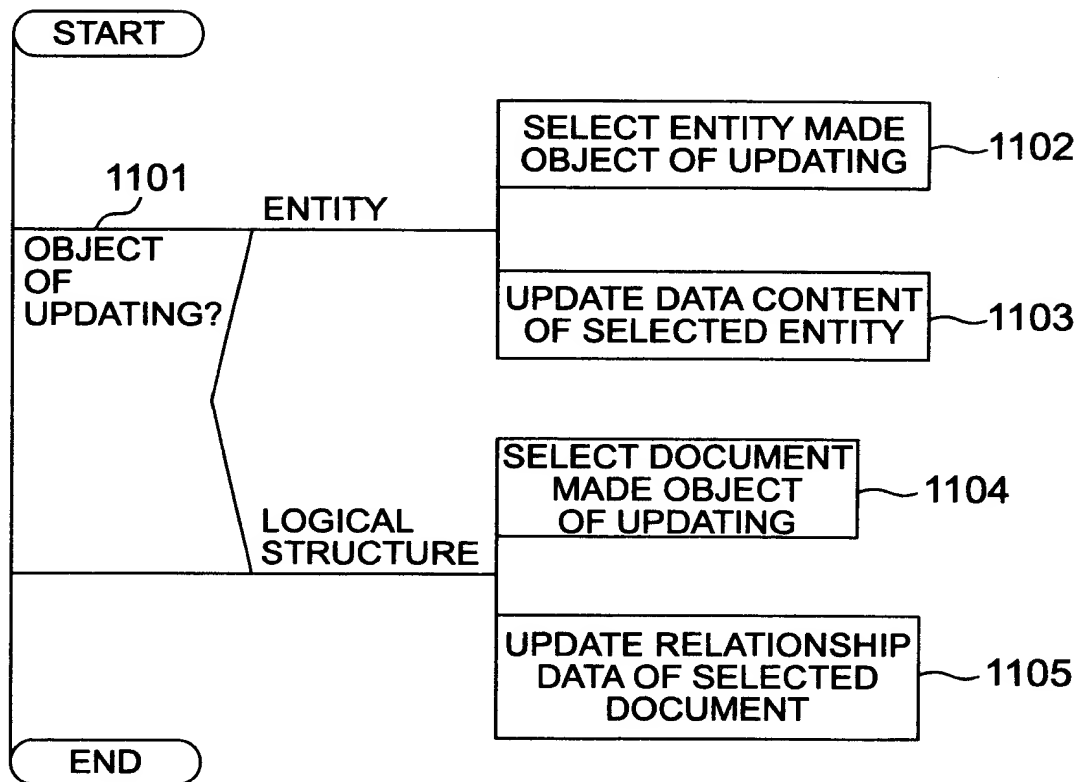 START
SELECT ENTITY MADE
OBJECT OF UPDATING
1102
1101
ENTITY
OBJECT
OF
UPDATING?
UPDATE DATA CONTENT
OF SELECTED ENTITY
1103
SELECT DOCUMENT
MADE OBJECT
OF UPDATING
1104
LOGICAL
STRUCTURE
UPDATE RELATIONSHIP
DATA OF SELECTED
DOCUMENT
1105
END